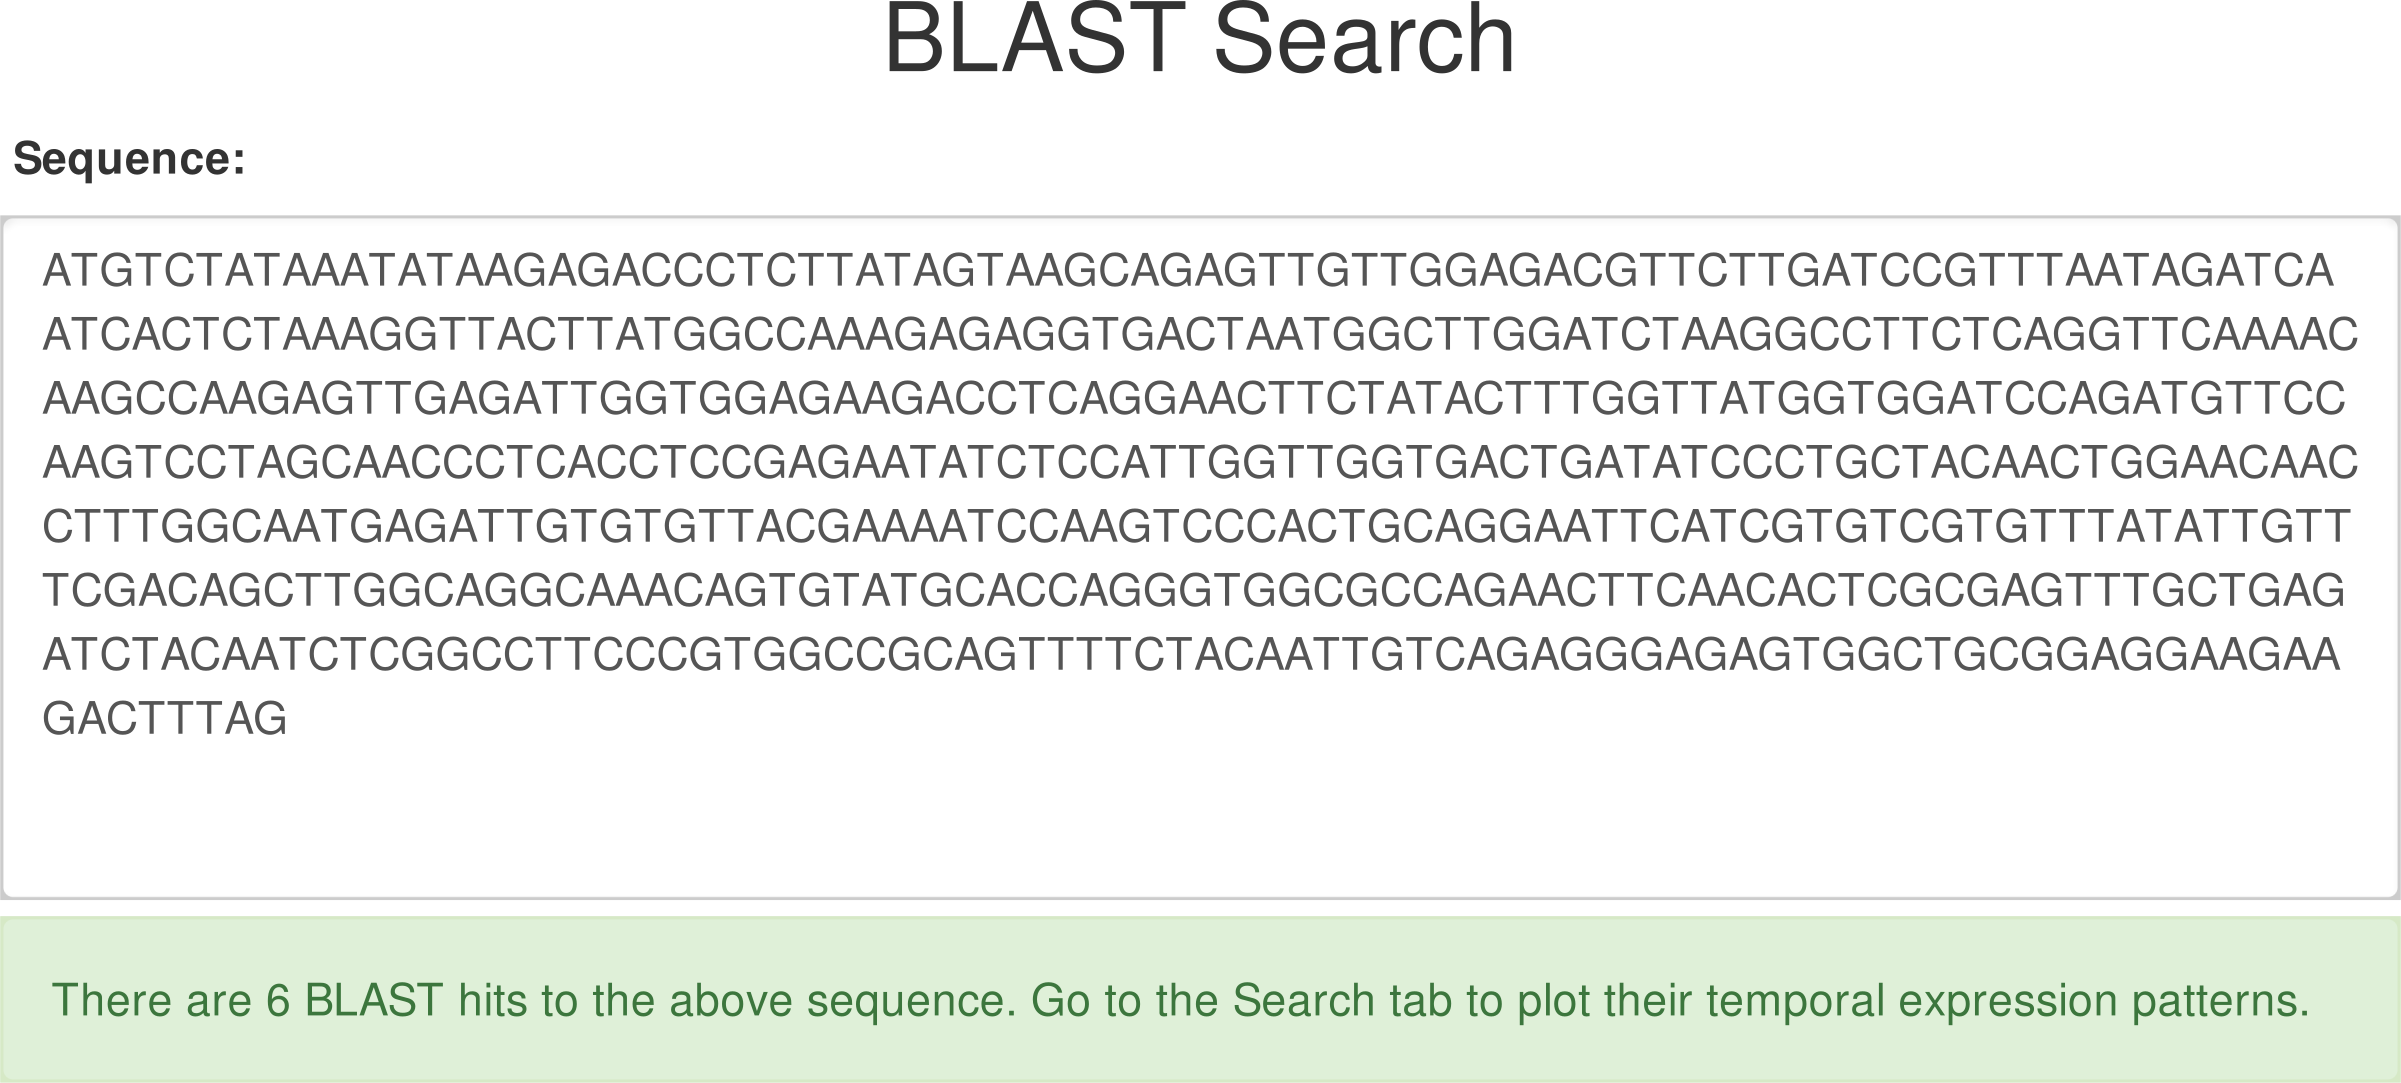 BLAST Search
Sequence:
ATGTCTATAAATATAAGAGACCCTCTTATAGTAAGCAGAGTTGTTGGAGACGTTCTTGATCCGTTTAATAGATCA
ATCACTCTAAAGGTTACTTATGGCCAAAGAGAGGTGACTAATGGCTTGGATCTAAGGCCTTCTCAGGTTCAAAAC
AAGCCAAGAGTTGAGATTGGTGGAGAAGACCTCAGGAACTTCTATACTTTGGTTATGGTGGATCCAGATGTTCC
AAGTCCTAGCAACCCTCACCTCCGAGAATATCTCCATTGGTTGGTGACTGATATCCCTGCTACAACTGGAACAAC
CTTTGGCAATGAGATTGTGTGTTACGAAAATCCAAGTCCCACTGCAGGAATTCATCGTGTCGTGTTTATATTGTT
TCGACAGCTTGGCAGGCAAACAGTGTATGCACCAGGGTGGCGCCAGAACTTCAACACTCGCGAGTTTGCTGAG
ATCTACAATCTCGGCCTTCCCGTGGCCGCAGTTTTCTACAATTGTCAGAGGGAGAGTGGCTGCGGAGGAAGAA
GACTTTAG
There are 6 BLAST hits to the above sequence. Go to the Search tab to plot their temporal expression patterns.